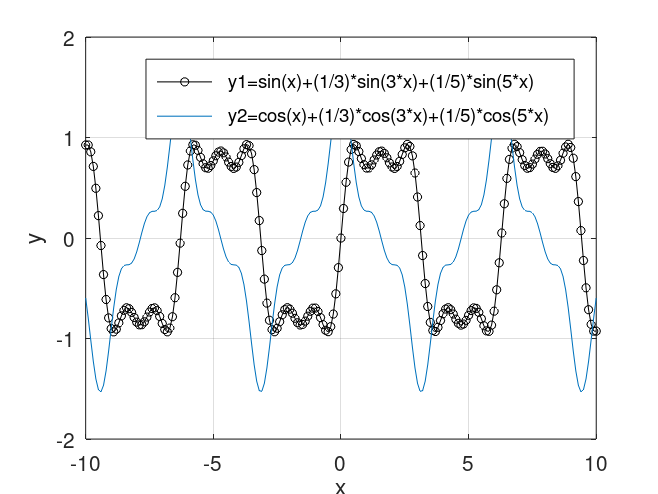 2
y1=sin(x)+(1/3)*sin(3*x)+(1/5)*sin(5*x)
y2=cos(x)+(1/3)*cos(3*x)+(1/5)*cos(5*x)
1
y
0
-1
-2
-10 -5 0 5 10
x